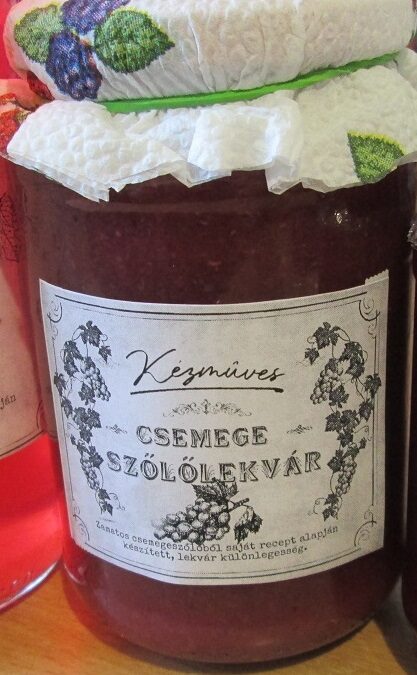 Kézműves
CSEMEGE
SZŐLŐLEKVÁR
Zamatos csemegeszőlőből saját recept alapján
készített, lekvár különlegesség.